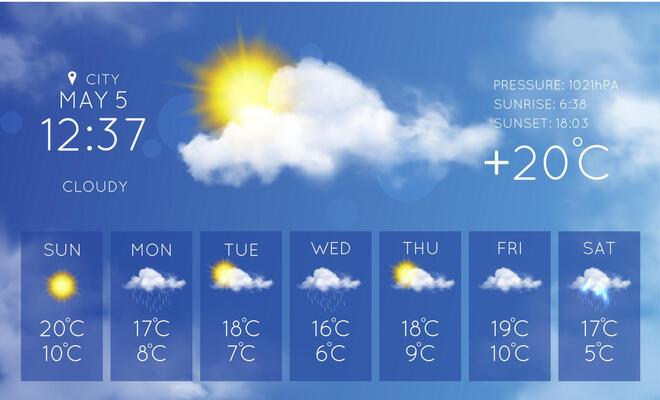 CITY
MAY 5
12:37
CLOUDY
PRESSURE: 1021hPA
SUNRISE: 6:38
SUNSET: 18:03
+20°C
SUN
20°C
10°C
MON
17°C
8°C
TUE
18°C
7°C
WED
16°C
6°C
THU
18°C
9°C
FRI
19°C
10°C
SAT
17°C
5°C